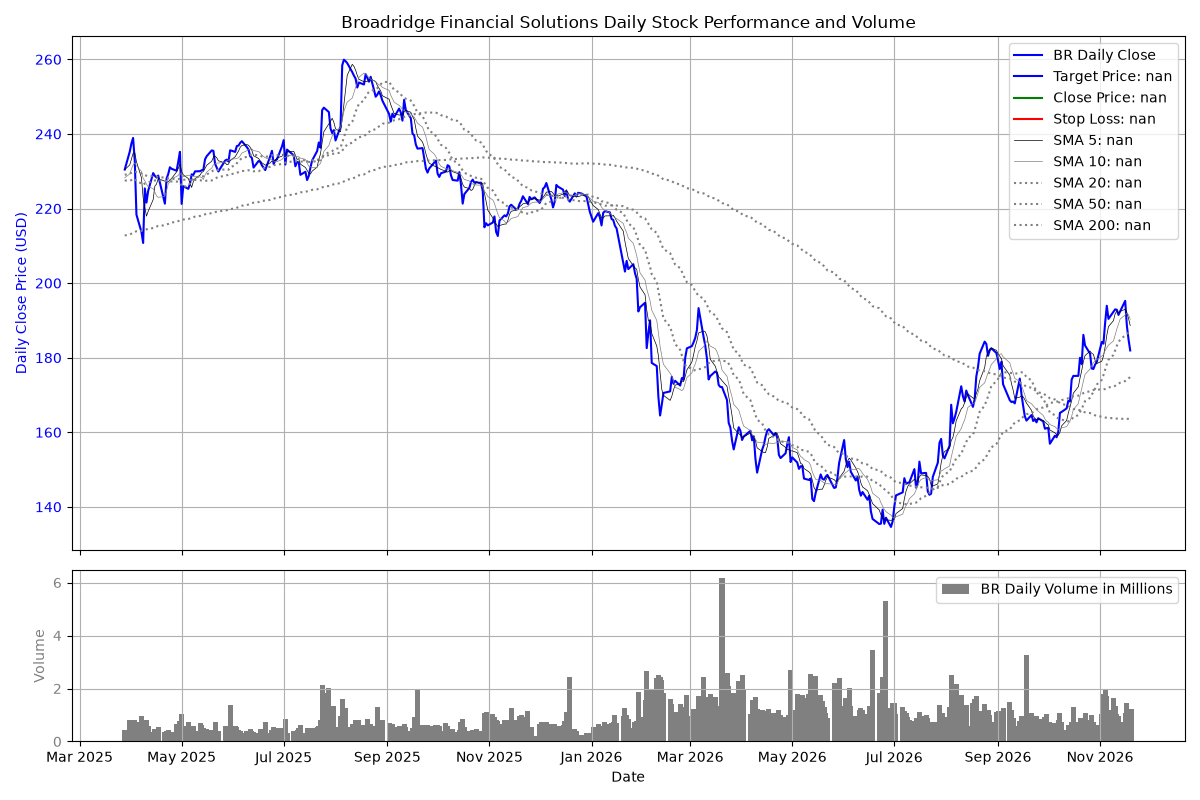 Broadridge Financial Solutions Daily Stock Performance and Volume
Daily Close Price (USD)
260
240
220
200
180
160
140
BR Daily Close
Target Price: nan
Close Price: nan
Stop Loss: nan
SMA 5: nan
SMA 10: nan
SMA 20: nan
SMA 50: nan
SMA 200: nan
Volume
6
4
2
0
BR Daily Volume in Millions
Mar 2025 May 2025 Jul 2025 Sep 2025 Nov 2025 Jan 2026 Mar 2026 May 2026 Jul 2026 Sep 2026 Nov 2026
Date